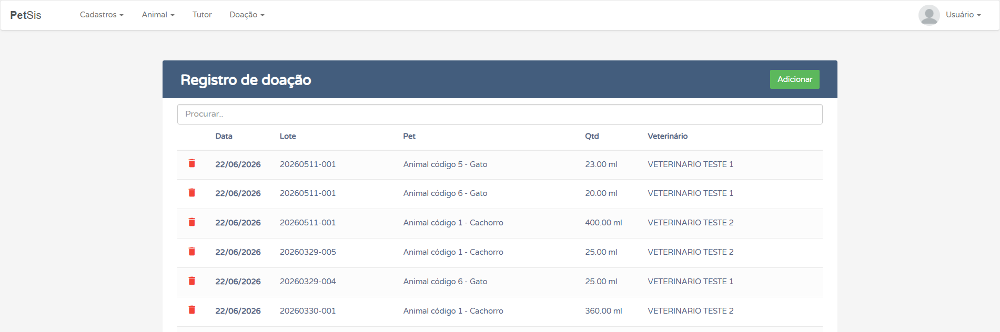 PetSis Cadastros Animal Tutor Doação Usuário
Registro de doação Adicionar
Procurar..
Data Lote Pet Qtd Veterinário
22/06/2026 20260511-001 Animal código 5 - Gato 23.00 ml VETERINARIO TESTE 1
22/06/2026 20260511-001 Animal código 6 - Gato 20.00 ml VETERINARIO TESTE 1
22/06/2026 20260511-001 Animal código 1 - Cachorro 400.00 ml VETERINARIO TESTE 2
22/06/2026 20260329-005 Animal código 1 - Cachorro 25.00 ml VETERINARIO TESTE 2
22/06/2026 20260329-004 Animal código 6 - Gato 25.00 ml VETERINARIO TESTE 1
22/06/2026 20260330-001 Animal código 1 - Cachorro 360.00 ml VETERINARIO TESTE 2